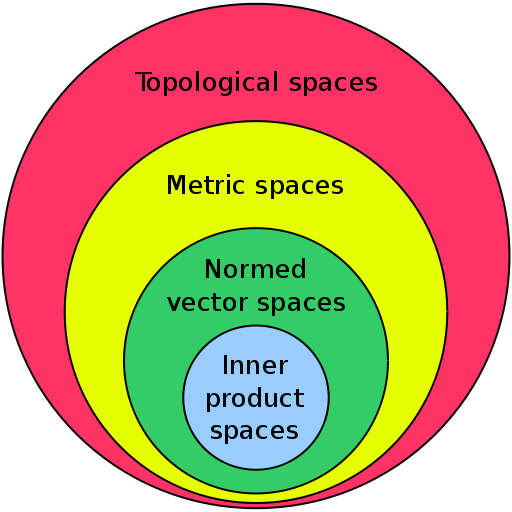 Topological spaces
Metric spaces
Normed
vector spaces
Inner
product
spaces